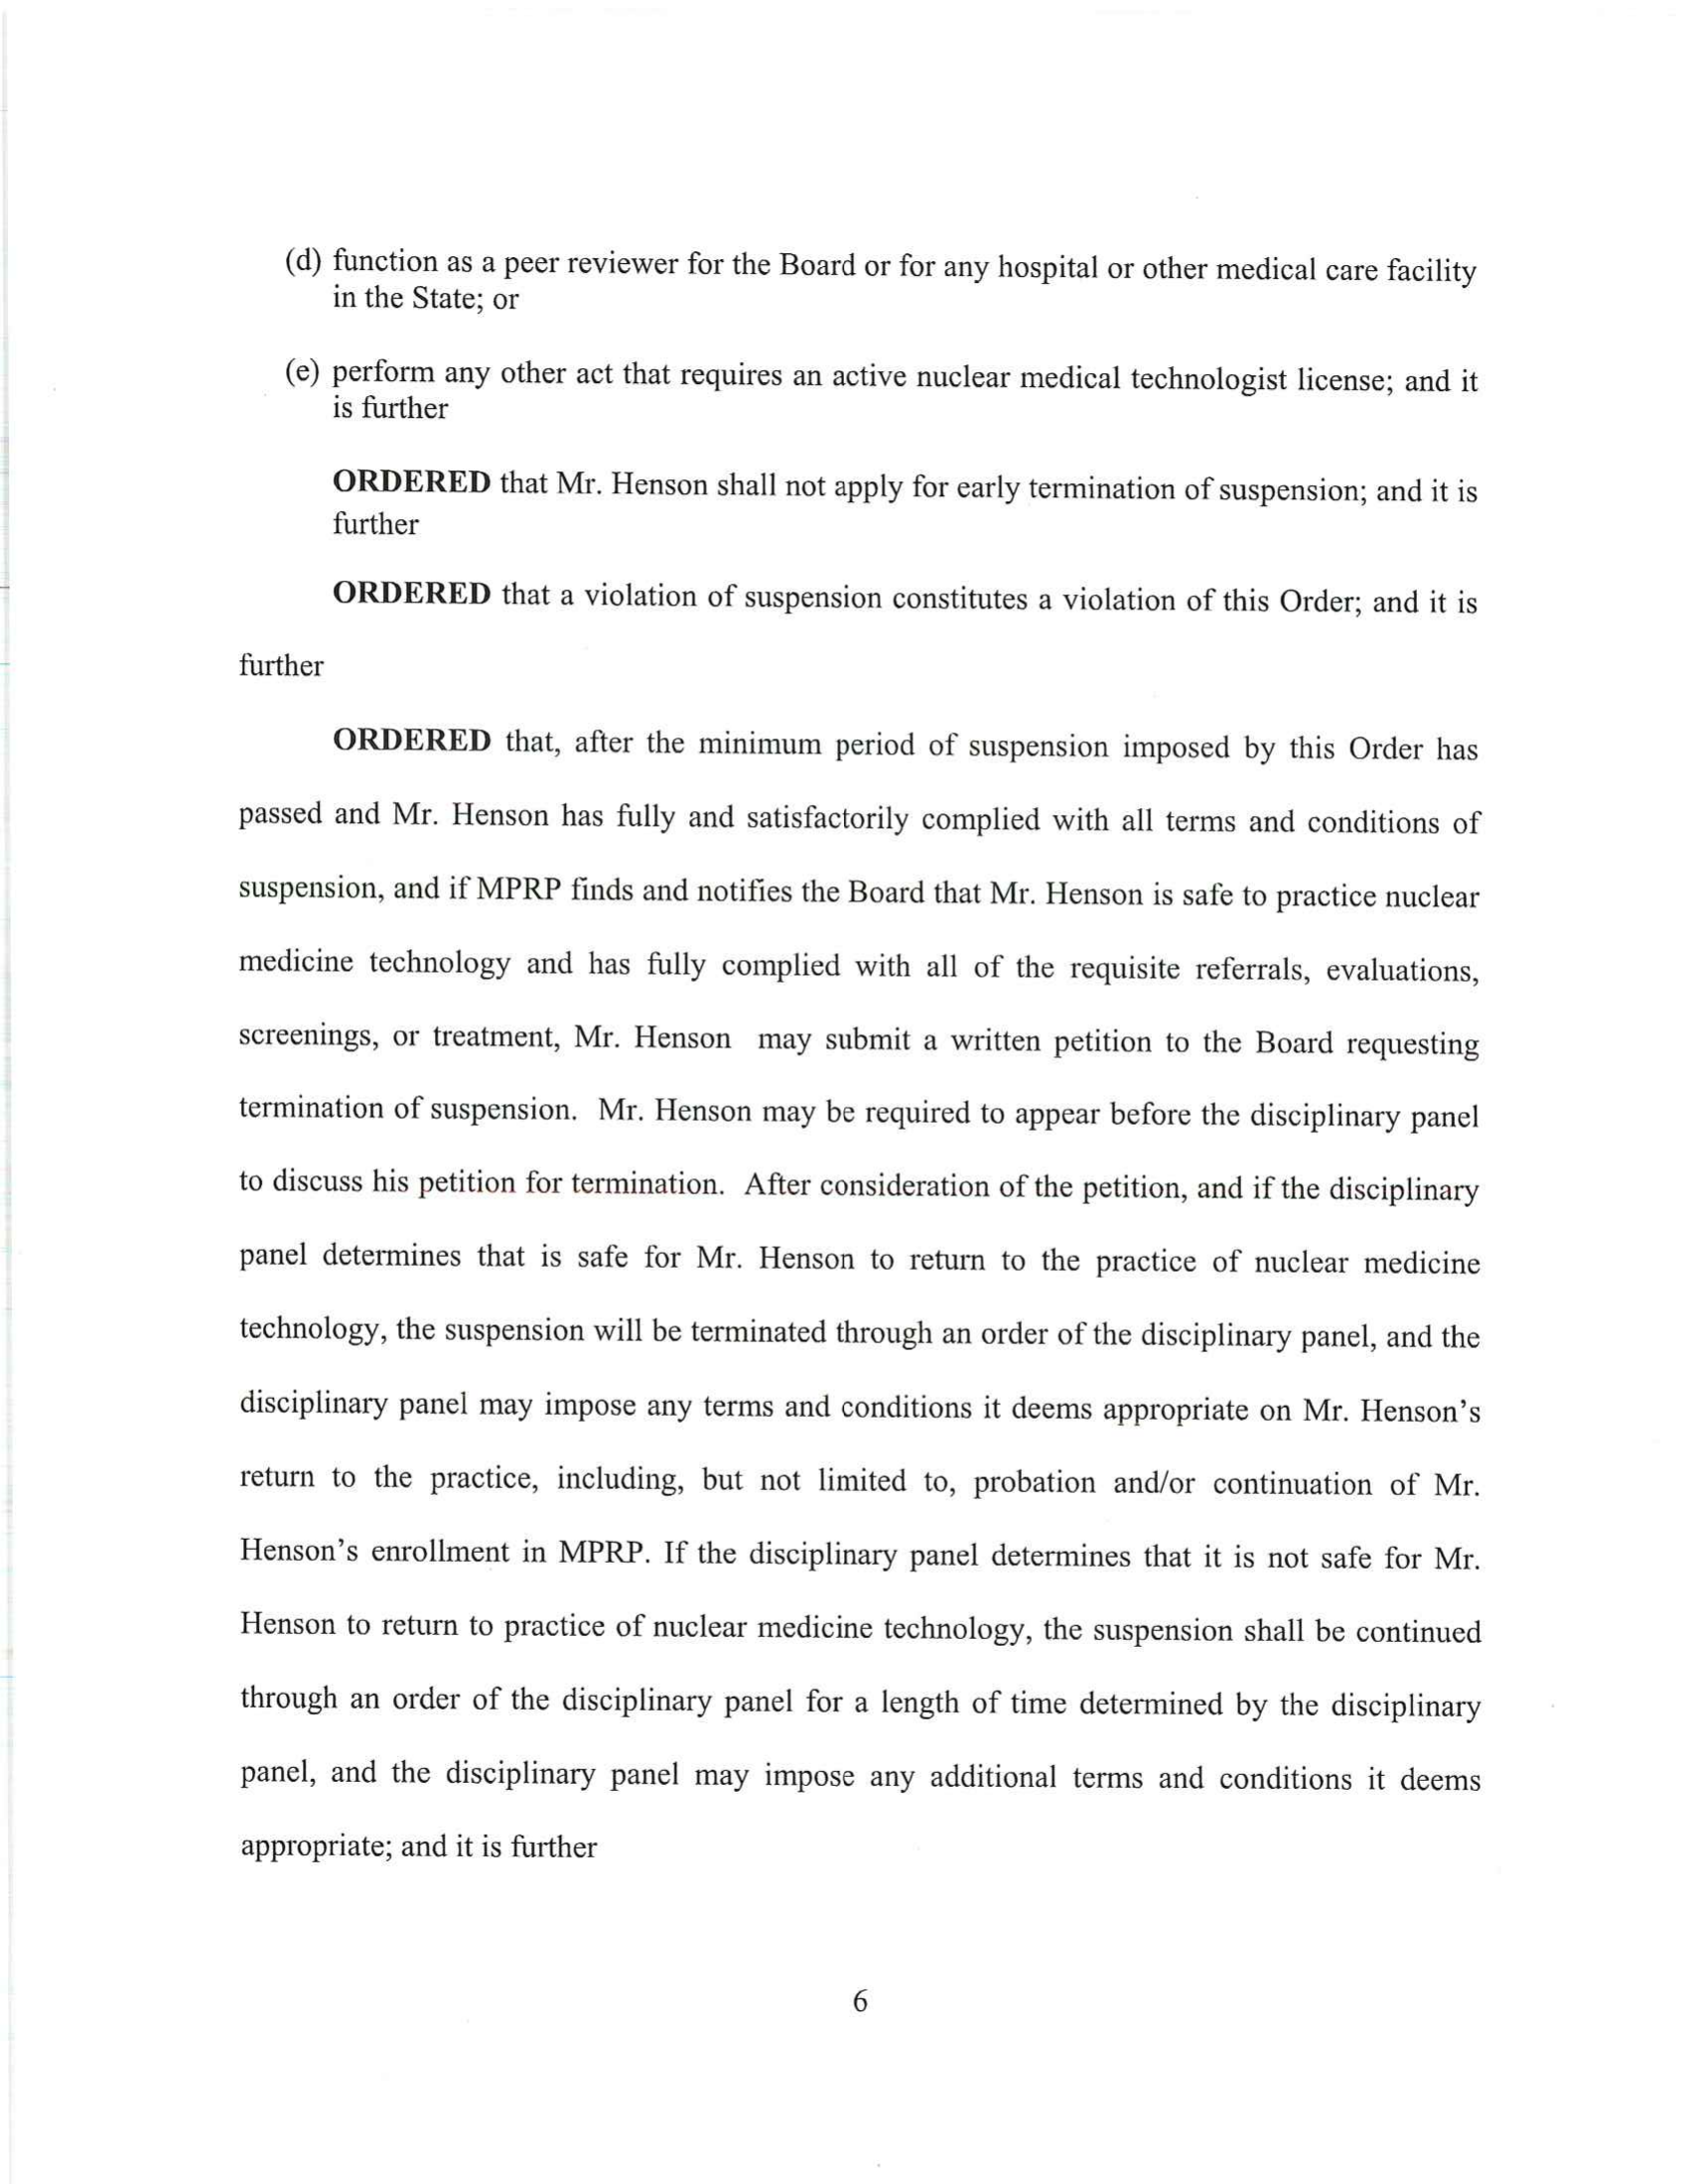 (d) function as a peer reviewer for the Board or for any hospital or other medical care facility
in the State; or
(e) perform any other act that requires an active nuclear medical technologist license; and it
is further
ORDERED that Mr. Henson shall not apply for early termination of suspension; and it is
further
ORDERED that a violation of suspension constitutes a violation of this Order; and it is
further
ORDERED that, after the minimum period of suspension imposed by this Order has
passed and Mr. Henson has fully and satisfactorily complied with all terms and conditions of
suspension, and if MPRP finds and notifies the Board that Mr. Henson is safe to practice nuclear
medicine technology and has fully complied with all of the requisite referrals, evaluations,
screenings, or treatment, Mr. Henson may submit a written petition to the Board requesting
termination of suspension. Mr. Henson may be required to appear before the disciplinary panel
to discuss his petition for termination. After consideration of the petition, and if the disciplinary
panel determines that is safe for Mr. Henson to return to the practice of nuclear medicine
technology, the suspension will be terminated through an order of the disciplinary panel, and the
disciplinary panel may impose any terms and conditions it deems appropriate on Mr. Henson's
return to the practice, including, but not limited to, probation and/or continuation of Mr.
Henson's enrollment in MPRP. If the disciplinary panel determines that it is not safe for Mr.
Henson to return to practice of nuclear medicine technology, the suspension shall be continued
through an order of the disciplinary panel for a length of time determined by the disciplinary
panel, and the disciplinary panel may impose any additional terms and conditions it deems
appropriate; and it is further
6